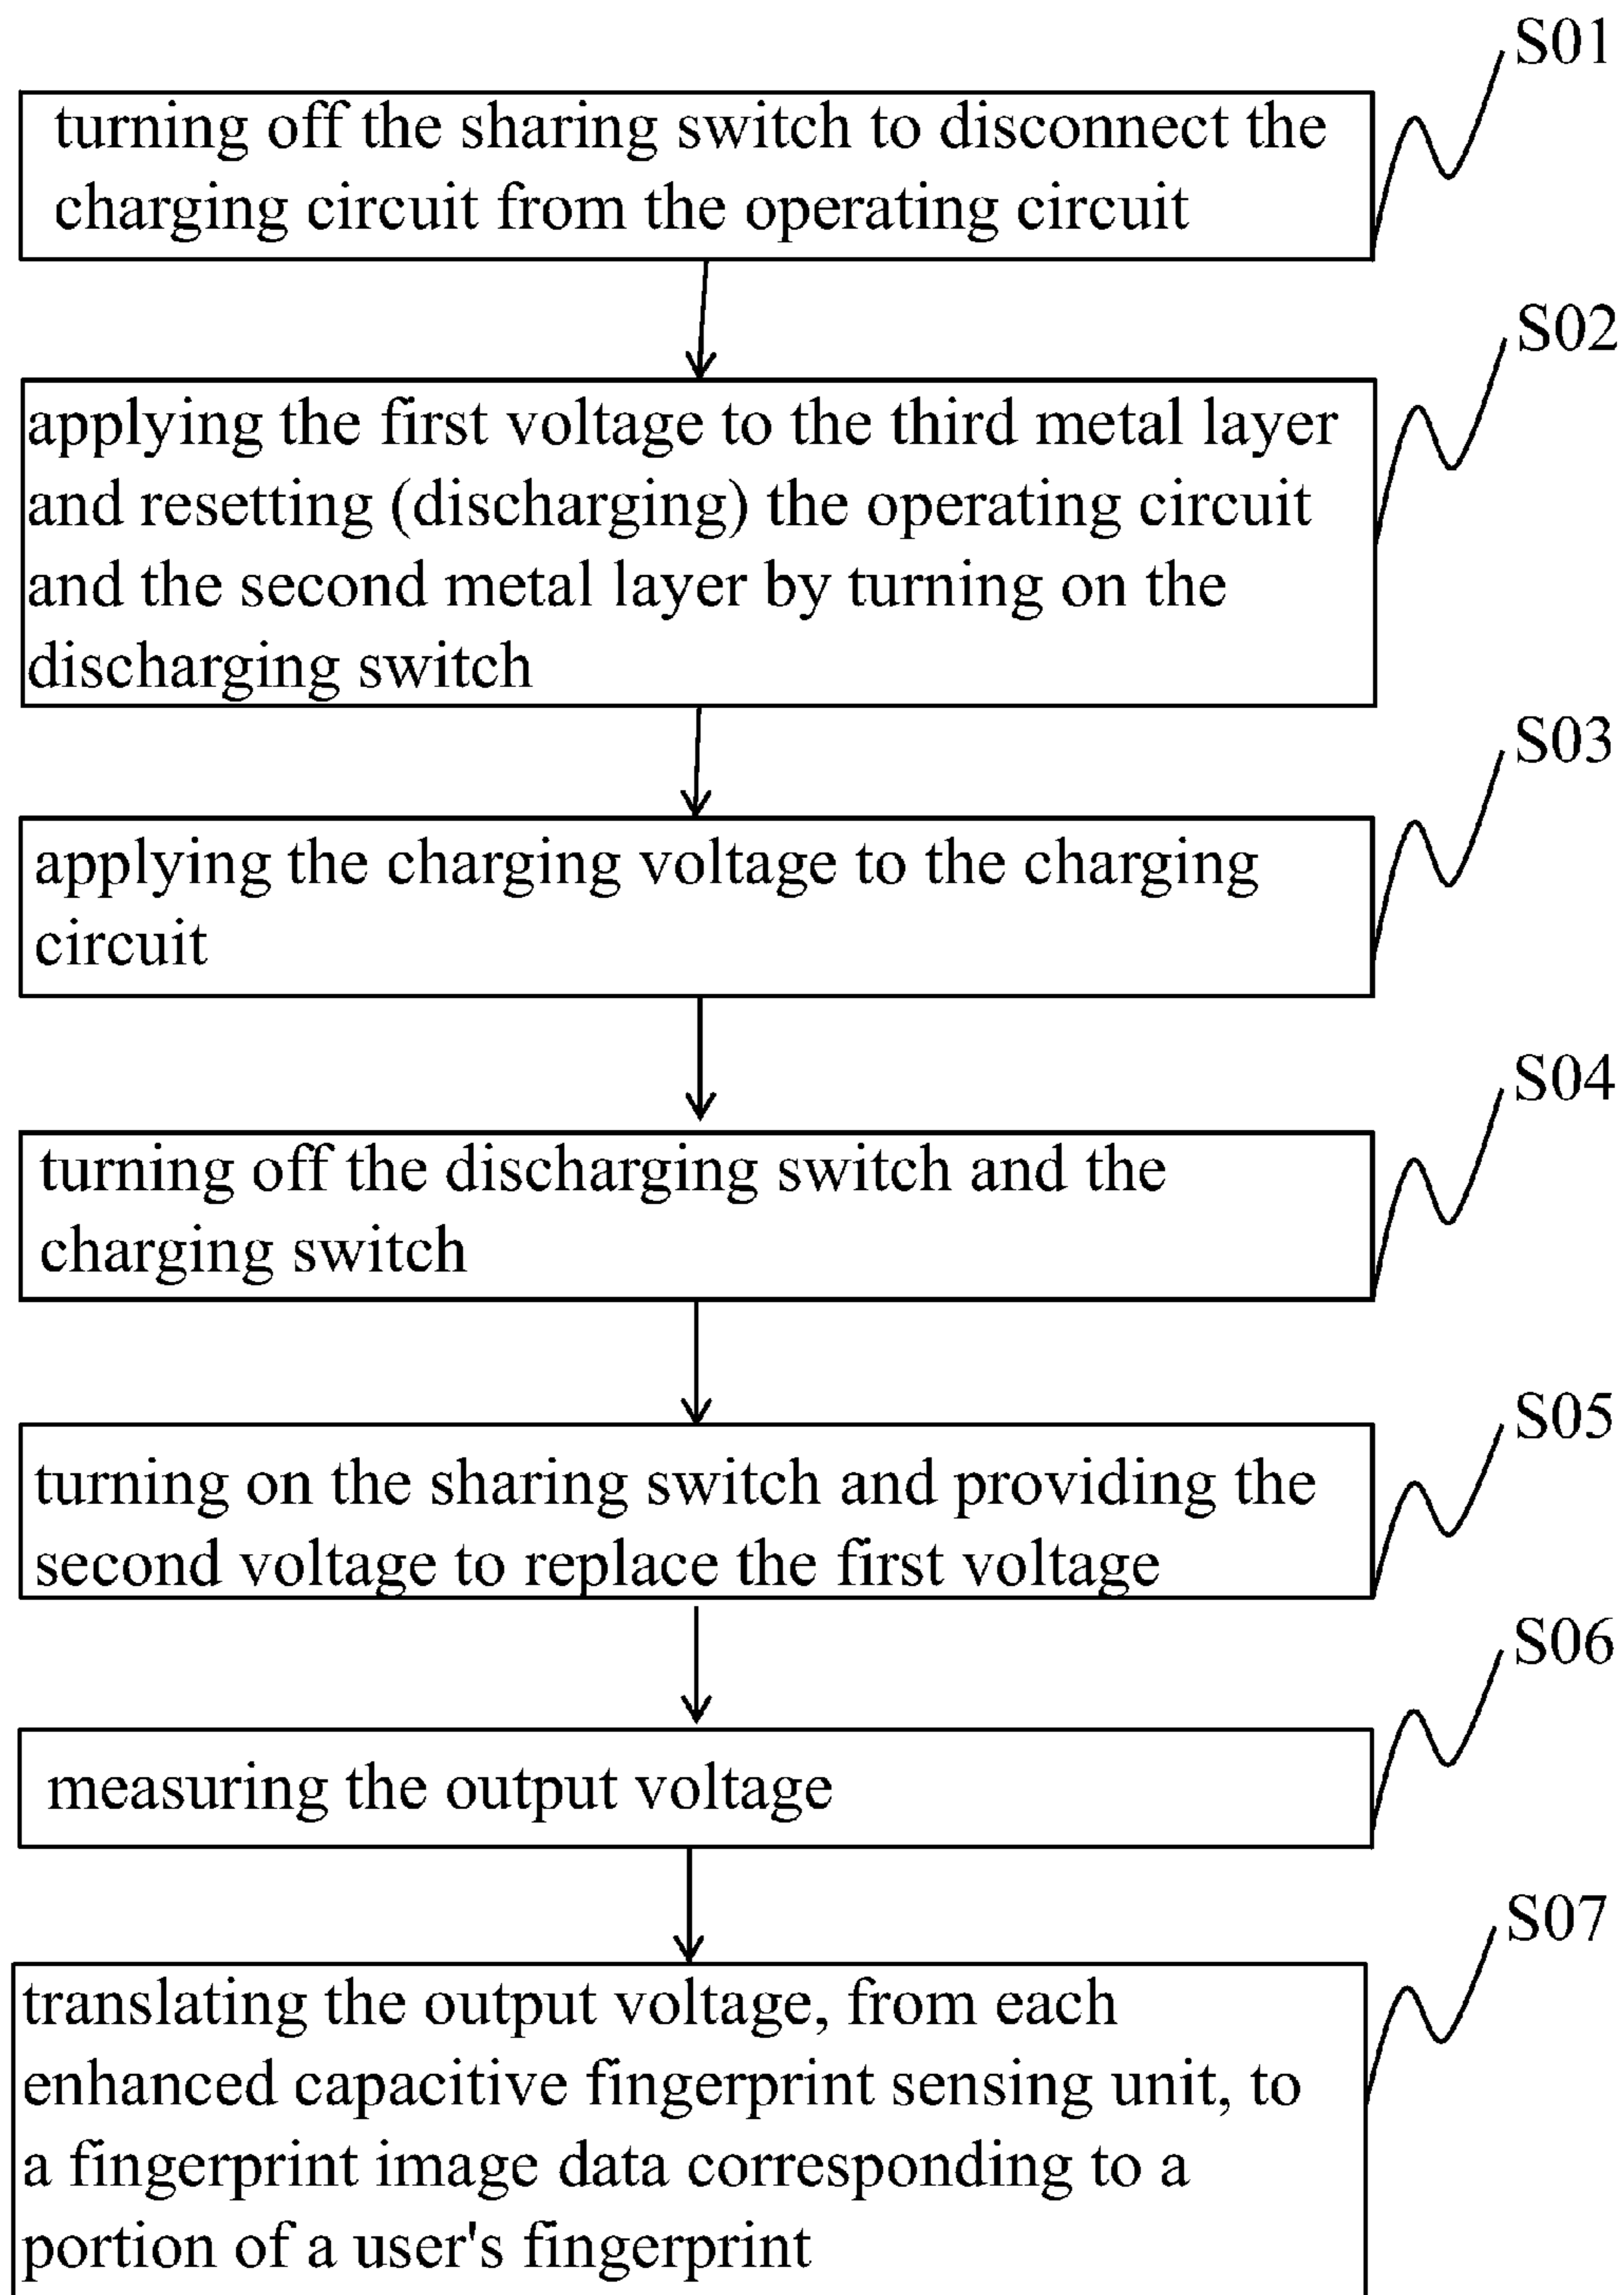 S01
turning off the sharing switch to disconnect the
charging circuit from the operating circuit
S02
applying the first voltage to the third metal layer
and resetting (discharging) the operating circuit
and the second metal layer by turning on the
discharging switch
S03
applying the charging voltage to the charging
circuit
S04
turning off the discharging switch and the
charging switch
S05
turning on the sharing switch and providing the
second voltage to replace the first voltage
S06
measuring the output voltage
S07
translating the output voltage, from each
enhanced capacitive fingerprint sensing unit, to
a fingerprint image data corresponding to a
portion of a user's fingerprint